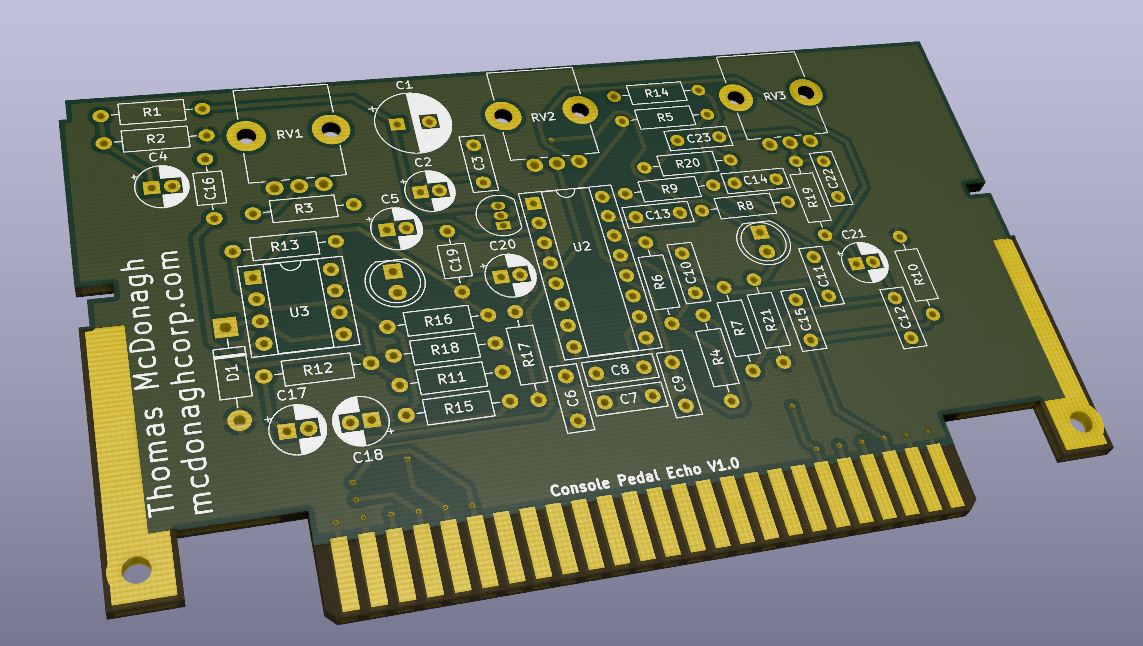 C1
R1
R2
RV1
RV2
R14
RV3
R5
C23
C4
C16
C2
C3
R20
R9
C14
C22
R3
C5
C13
R8
R19
R13
C19
C20
U2
R6
C10
C21
C11
R10
U3
R16
R17
R7
R21
C15
C12
D1
R12
R18
R11
R15
C8
C7
C9
R4
C6
C17
C18
Thomas McDonagh
mcdonaghcorp.com
Console Pedal Echo V1.0